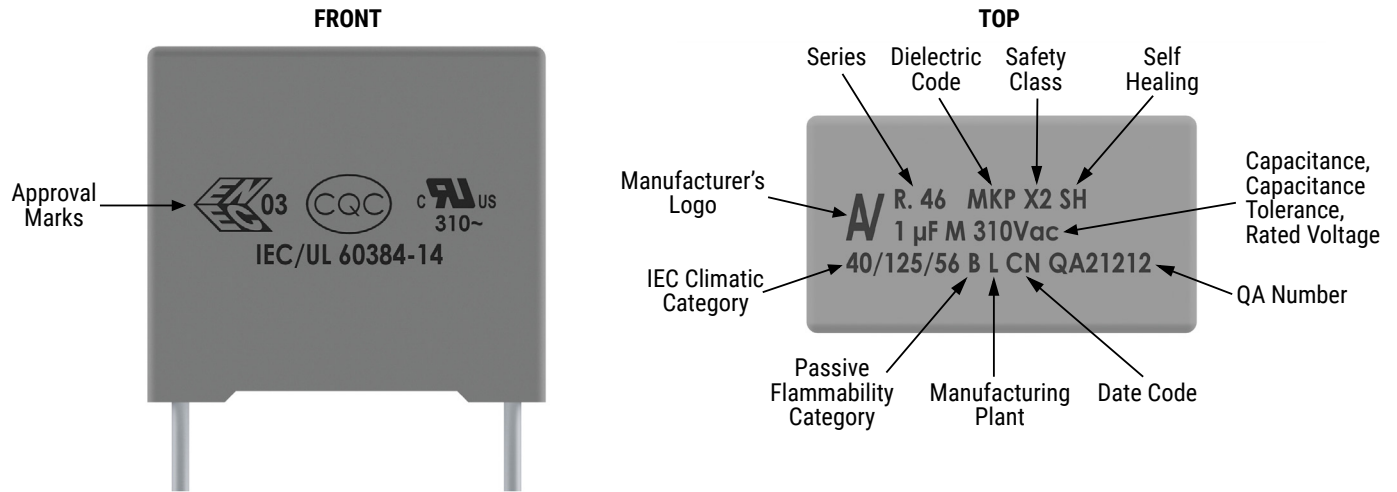 FRONT
Approval
Marks
ENEC 03
CQC
C RU US
310~
IEC/UL 60384-14
TOP
Series
Dielectric
Code
Safety
Class
Self
Healing
Manufacturer’s
Logo
Capacitance,
Capacitance
Tolerance,
Rated Voltage
R. 46 MKP X2 SH
1 µF M 310Vac
40/125/56 B L CN QA21212
IEC Climatic
Category
QA Number
Passive
Flammability
Category
Manufacturing
Plant
Date Code